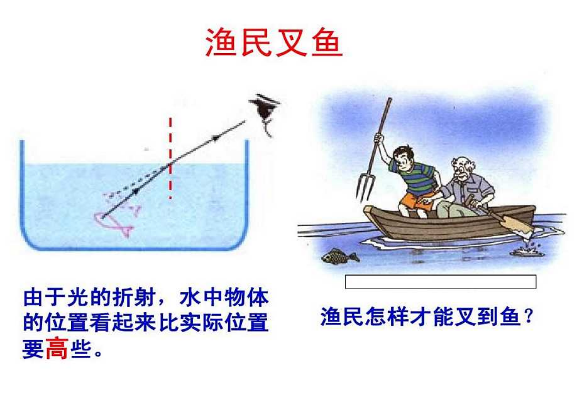 渔民叉鱼
由于光的折射，水中物体
的位置看起来比实际位置
要高些。
渔民怎样才能叉到鱼？